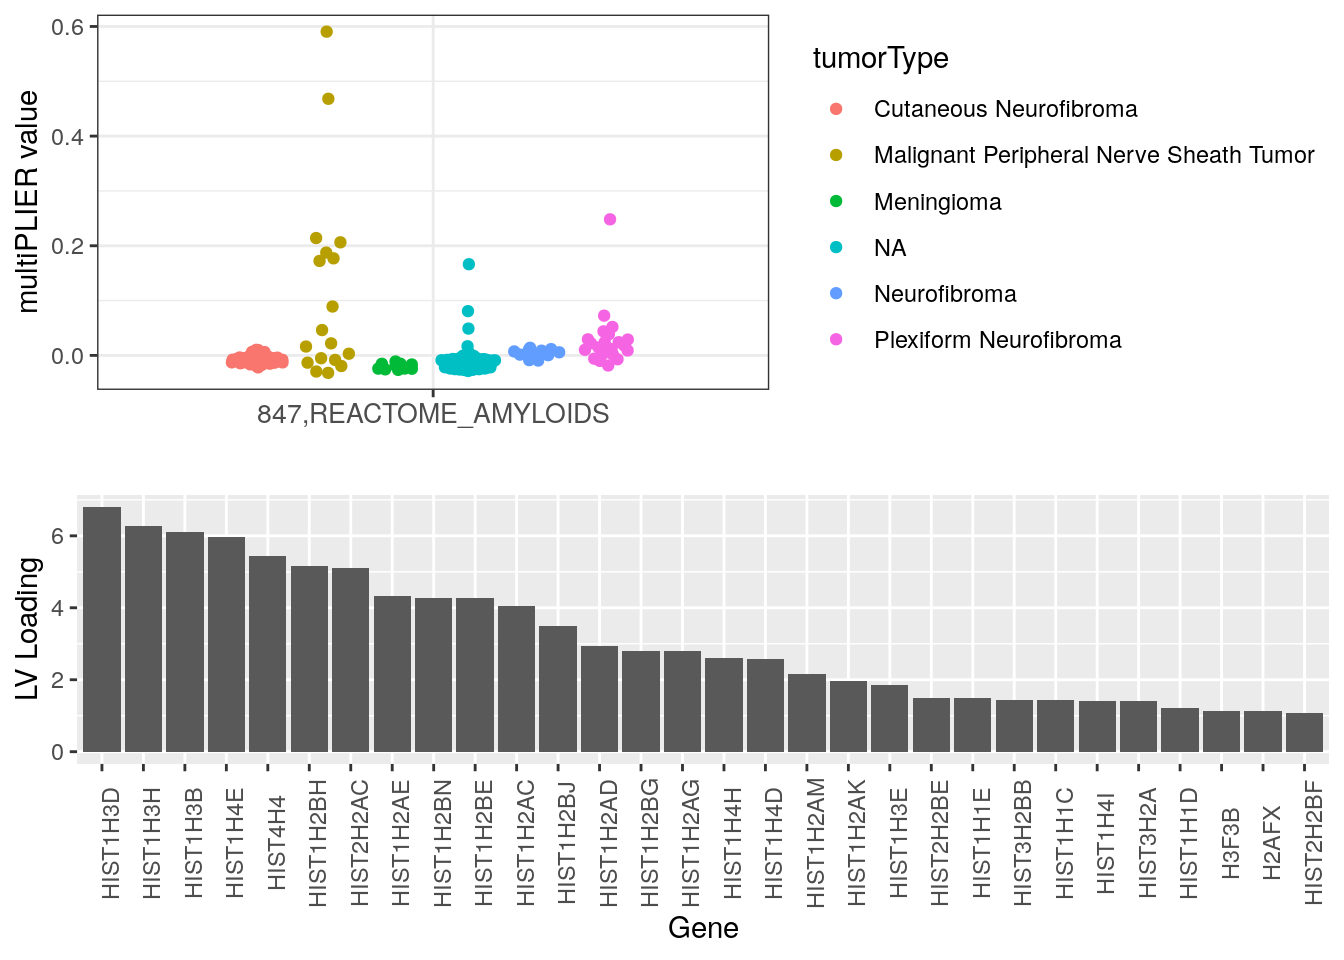 0.6
0.4
0.2
0.0
multiPLIER value
847,REACTOME_AMYLOIDS
tumorType
Cutaneous Neurofibroma
Malignant Peripheral Nerve Sheath Tumor
Meningioma
NA
Neurofibroma
Plexiform Neurofibroma
6
4
2
0
LV Loading
HIST1H3D
HIST1H3H
HIST1H3B
HIST1H4E
HIST4H4
HIST1H2BH
HIST2H2AC
HIST1H2AE
HIST1H2BN
HIST1H2BE
HIST1H2AC
HIST1H2BJ
HIST1H2AD
HIST1H2BG
HIST1H2AG
HIST1H4H
HIST1H4D
HIST1H2AM
HIST1H2AK
HIST1H3E
HIST2H2BE
HIST1H1E
HIST3H2BB
HIST1H1C
HIST1H4I
HIST3H2A
HIST1H1D
H3F3B
H2AFX
HIST2H2BF
Gene